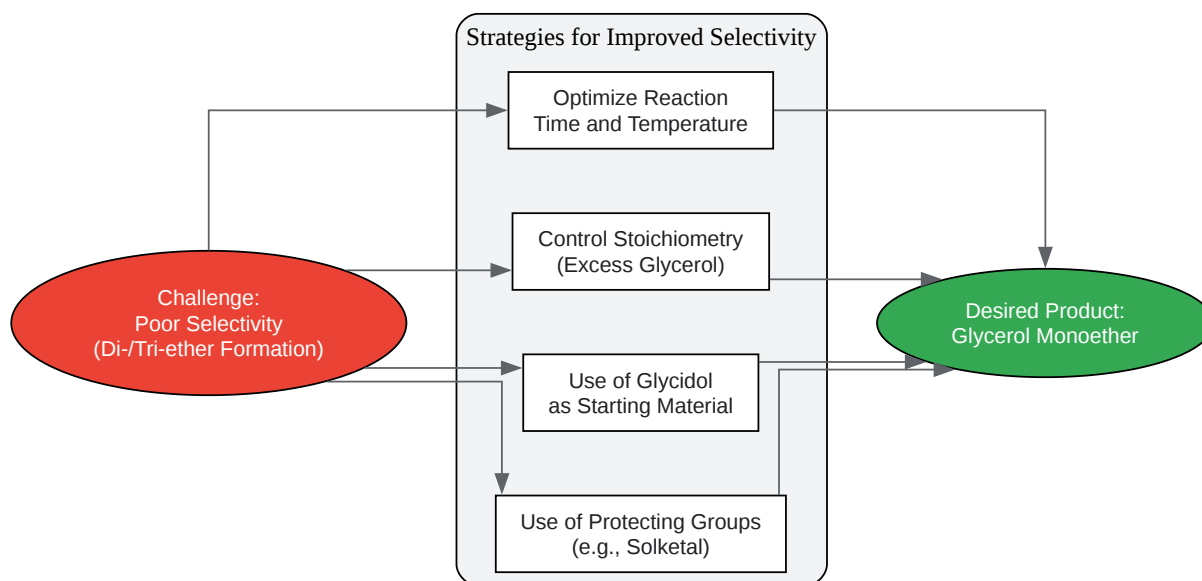 Strategies for Improved Selectivity
Optimize Reaction
Time and Temperature
Control Stoichiometry
(Excess Glycerol)
Challenge:
Poor Selectivity
(Di-/Tri-ether Formation)
Desired Product:
Glycerol Monoether
Use of Glycidol
as Starting Material
Use of Protecting Groups
(e.g., Solketal)